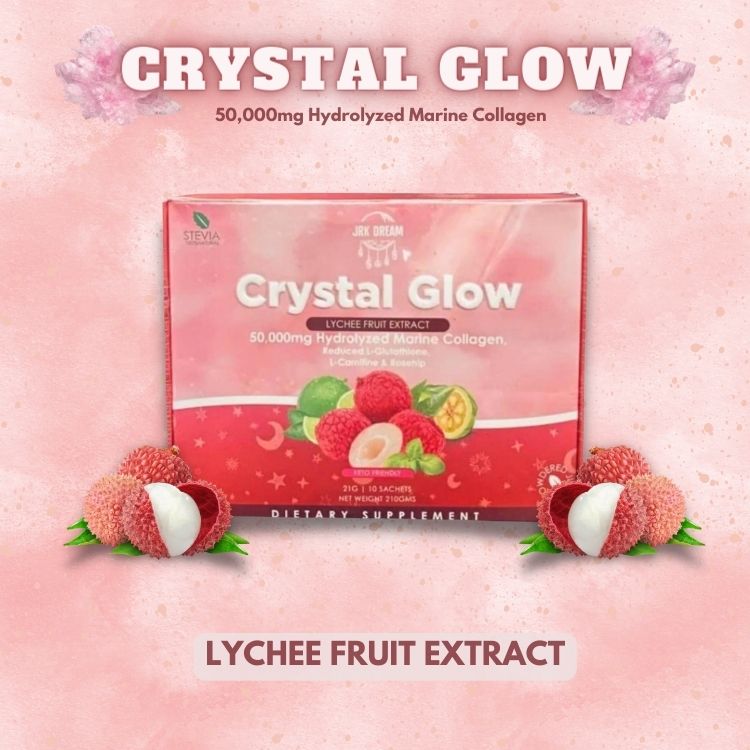 CRYSTAL GLOW
50,000mg Hydrolyzed Marine Collagen
STEVIA
JRK DREAM
Crystal Glow
LYCHEE FRUIT EXTRACT
50,000mg Hydrolyzed Marine Collagen,
Reduced L-Glutathione,
L-Carnitine & Rosehip
KETO FRIENDLY
21G | 10 SACHETS
NET WEIGHT 210GMS
POWDERED
DIETARY SUPPLEMENT
LYCHEE FRUIT EXTRACT